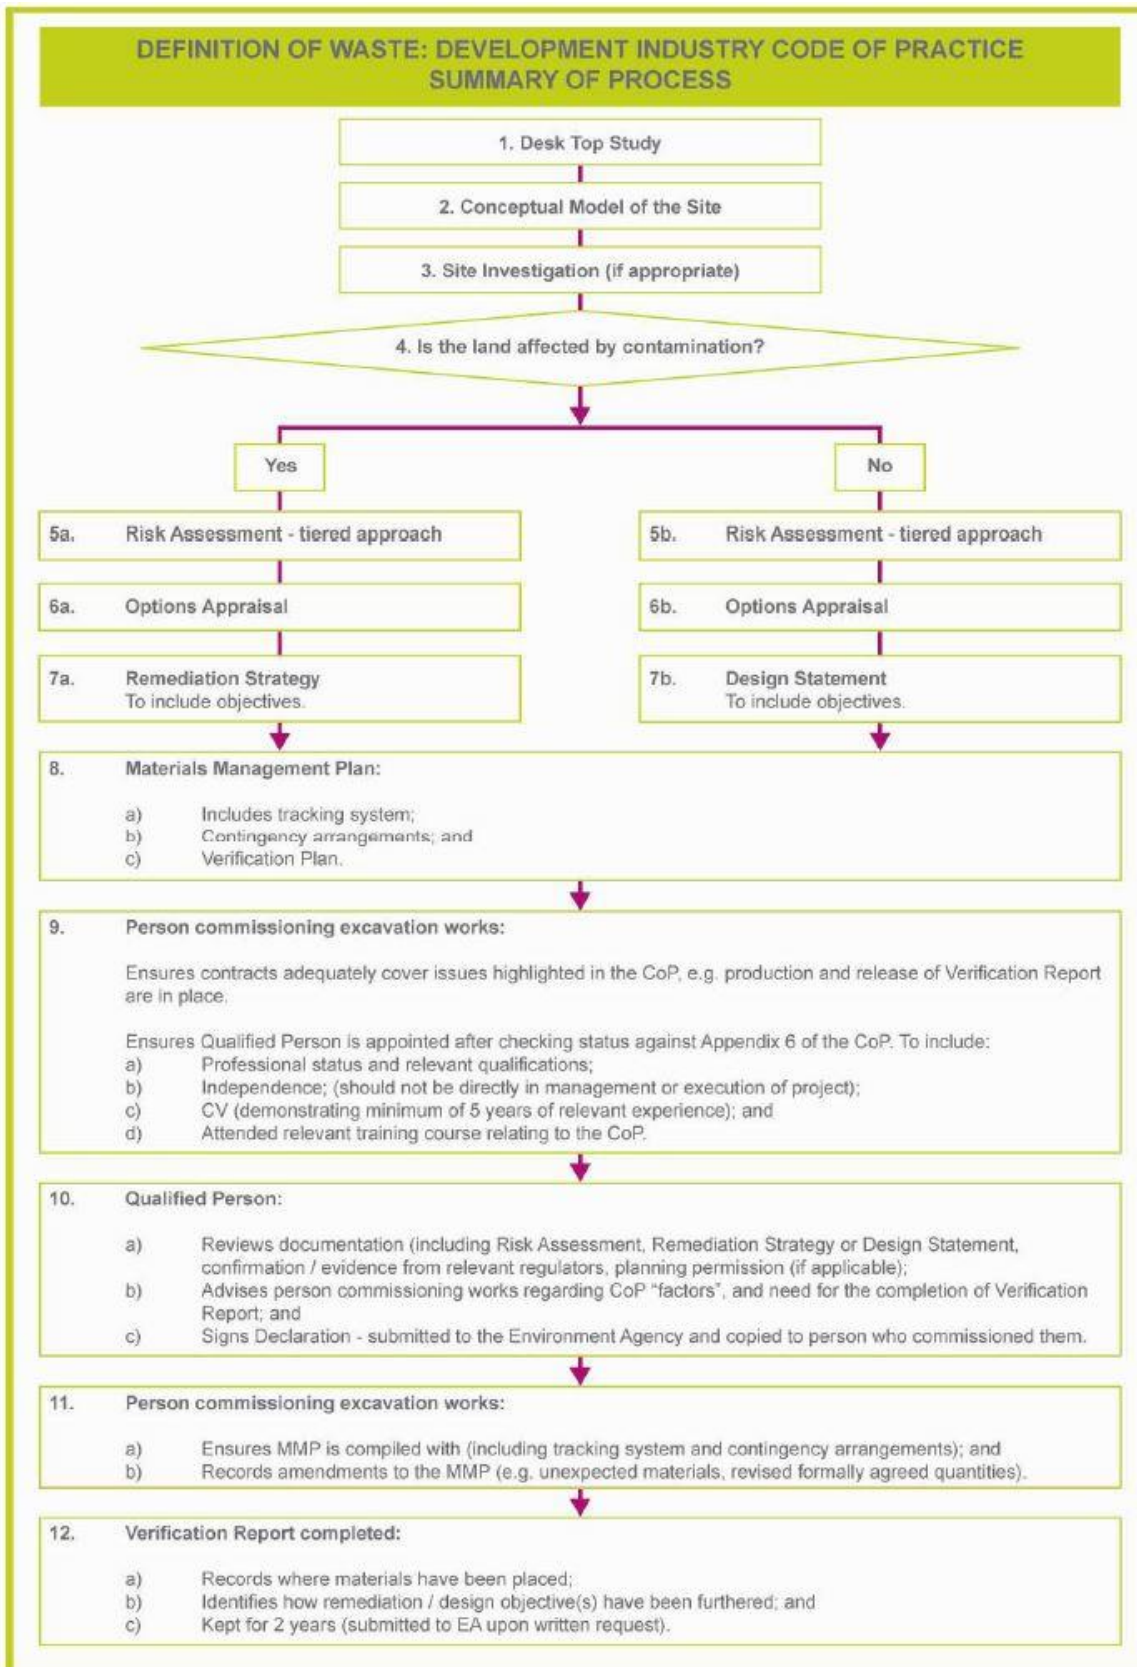 DEFINITION OF WASTE: DEVELOPMENT INDUSTRY CODE OF PRACTICE
SUMMARY OF PROCESS
1. Desk Top Study
2. Conceptual Model of the Site
3. Site Investigation (if appropriate)
4. Is the land affected by contamination?
Yes
No
5a. Risk Assessment - tiered approach
5b. Risk Assessment - tiered approach
6a. Options Appraisal
6b. Options Appraisal
7a. Remediation Strategy
To include objectives.
7b. Design Statement
To include objectives.
8. Materials Management Plan:
a) Includes tracking system;
b) Contingency arrangements; and
c) Verification Plan.
9. Person commissioning excavation works:
Ensures contracts adequately cover issues highlighted in the CoP, e.g. production and release of Verification Report
are in place.
Ensures Qualified Person is appointed after checking status against Appendix 6 of the CoP. To include:
a) Professional status and relevant qualifications;
b) Independence; (should not be directly in management or execution of project);
c) CV (demonstrating minimum of 5 years of relevant experience); and
d) Attended relevant training course relating to the CoP.
10. Qualified Person:
a) Reviews documentation (including Risk Assessment, Remediation Strategy or Design Statement,
confirmation / evidence from relevant regulators, planning permission (if applicable);
b) Advises person commissioning works regarding CoP “factors”, and need for the completion of Verification
Report; and
c) Signs Declaration - submitted to the Environment Agency and copied to person who commissioned them.
11. Person commissioning excavation works:
a) Ensures MMP is compiled with (including tracking system and contingency arrangements); and
b) Records amendments to the MMP (e.g. unexpected materials, revised formally agreed quantities).
12. Verification Report completed:
a) Records where materials have been placed;
b) Identifies how remediation / design objective(s) have been furthered; and
c) Kept for 2 years (submitted to EA upon written request).